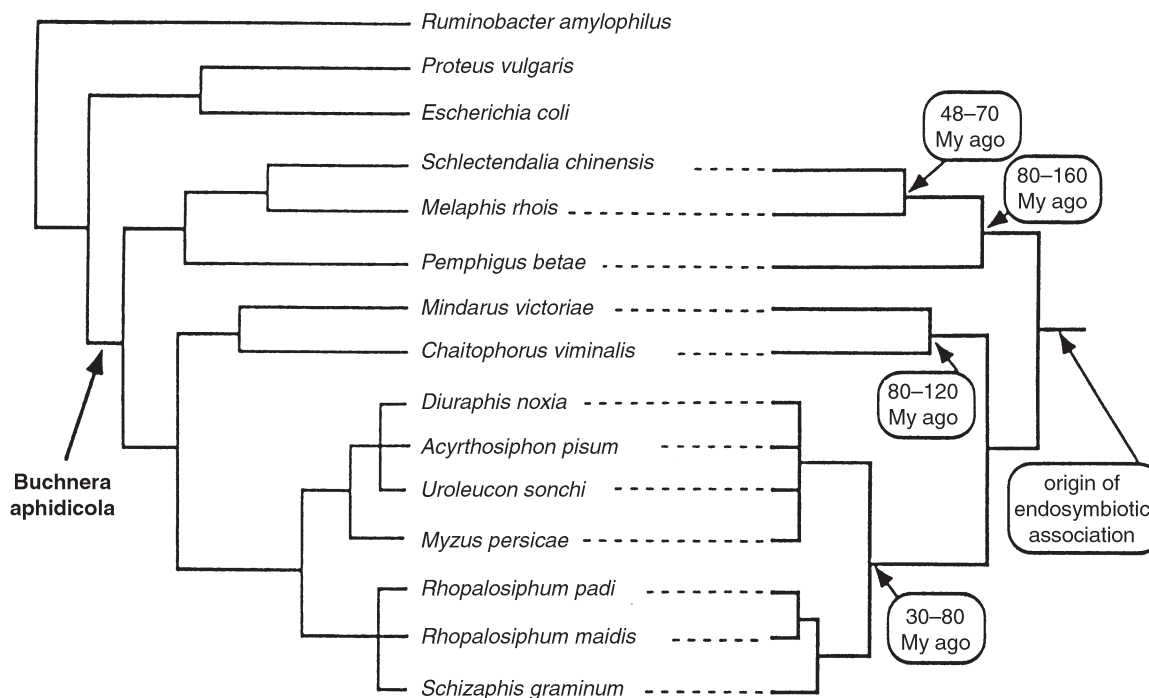 Ruminobacter amylophilus
Proteus vulgaris
Escherichia coli
48–70
My ago
Schlectendalia chinensis
80–160
My ago
Melaphis rhois
Pemphigus betae
Mindarus victoriae
Chaitophorus viminalis
80–120
My ago
Diuraphis noxia
Acyrthosiphon pisum
Buchnera
aphidicola
Uroleucon sonchi
origin of
endosymbiotic
association
Myzus persicae
Rhopalosiphum padi
30–80
My ago
Rhopalosiphum maidis
Schizaphis graminum